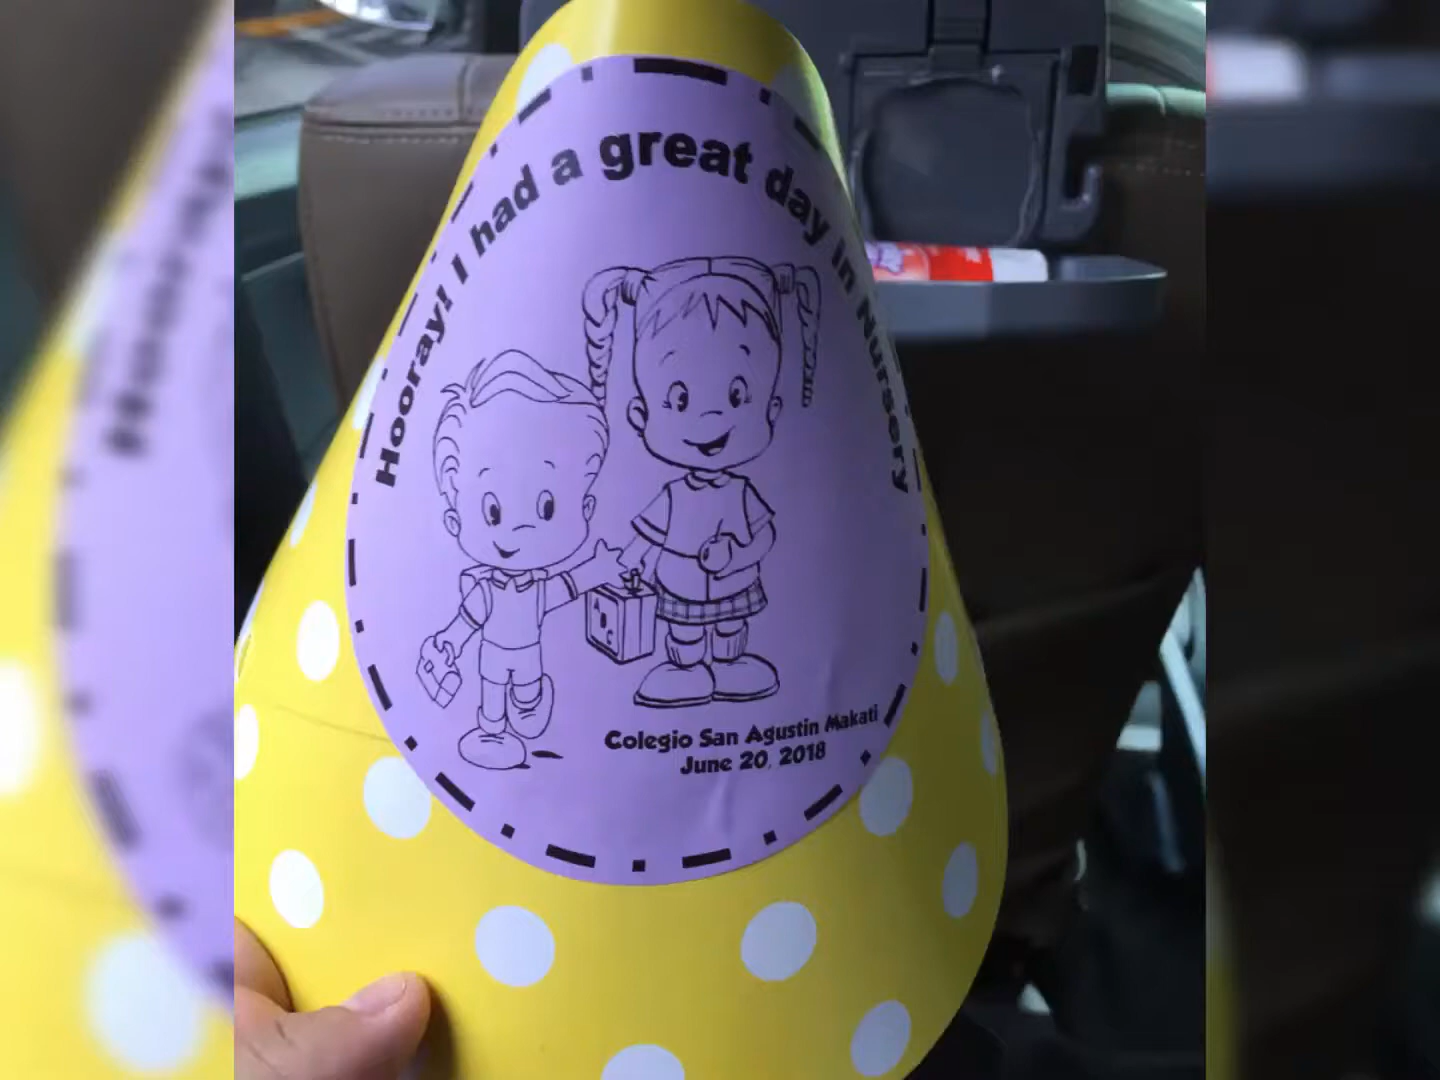 Hooray! I had a great day in Nursery
A
B
C
Colegio San Agustin Makati
June 20, 2018